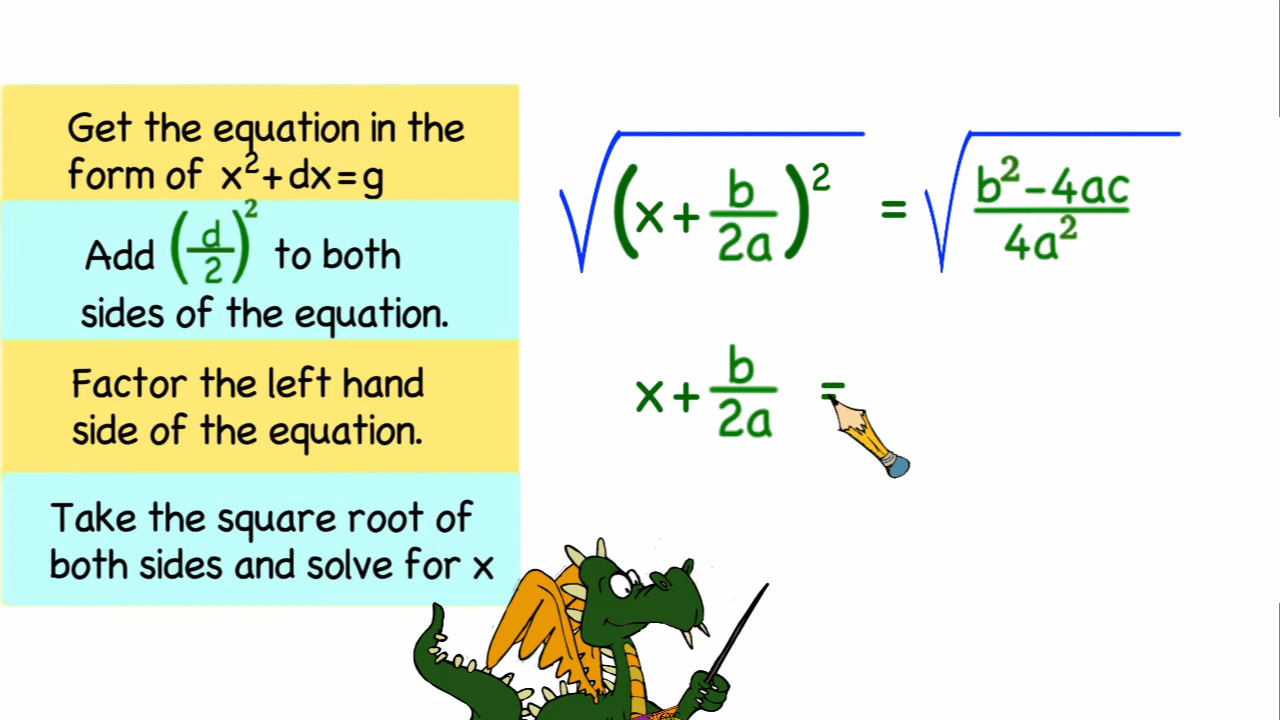 Get the equation in the
form of x²+dx=g
Add (d/2)² to both
sides of the equation.
Factor the left hand
side of the equation.
Take the square root of
both sides and solve for x
√(x+b/2a)² = √b²-4ac/4a²
x+b/2a =